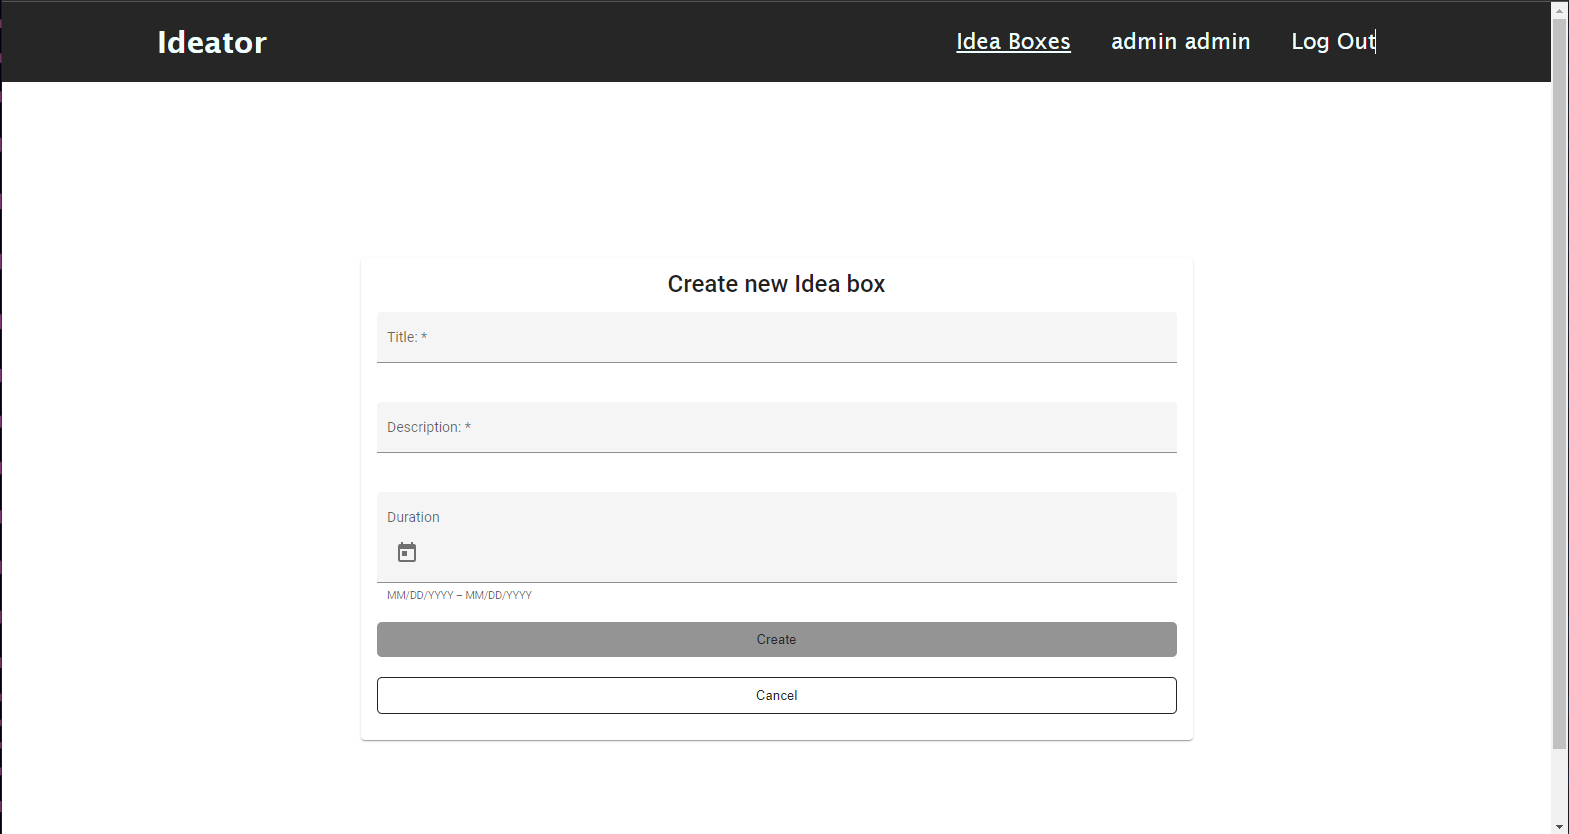 Ideator
Idea Boxes
admin admin
Log Out
Create new Idea box
Title: *
Description: *
Duration
MM/DD/YYYY – MM/DD/YYYY
Create
Cancel